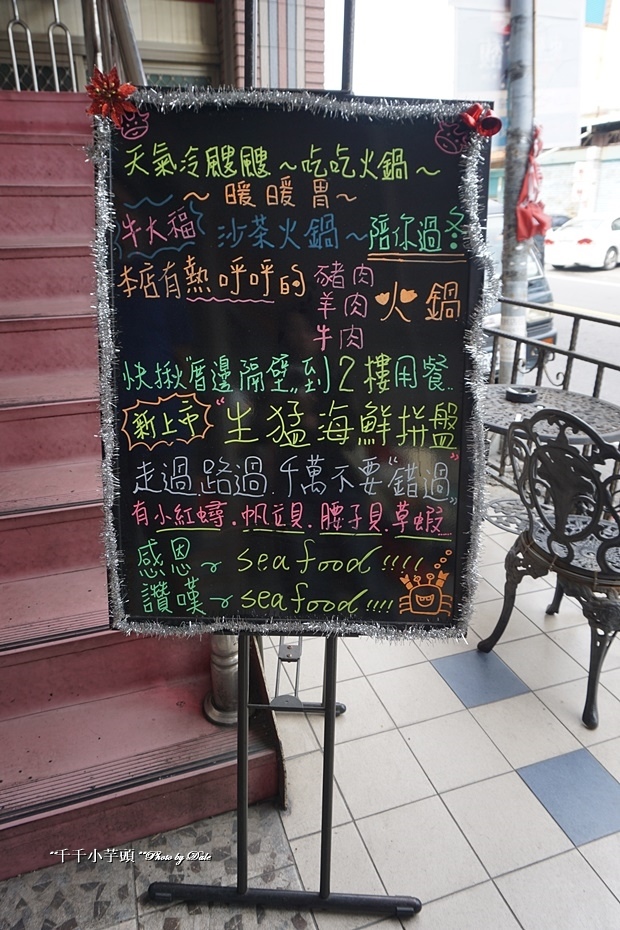 天氣冷颼颼～吃吃火鍋～
～暖暖胃～
牛大福 沙茶火鍋～陪你過冬
本店有熱呼呼的 豬肉 火鍋
羊肉
牛肉
快揪"厝邊隔壁"到2樓用餐..
新上市 "生猛海鮮拼盤"
走過.路過.千萬不要"錯過"
有小紅蟳.帆立貝.腰子貝.草蝦...
感恩～seafood!!!!
讚嘆～seafood!!!!
**千千小芋頭** Photo by Dale